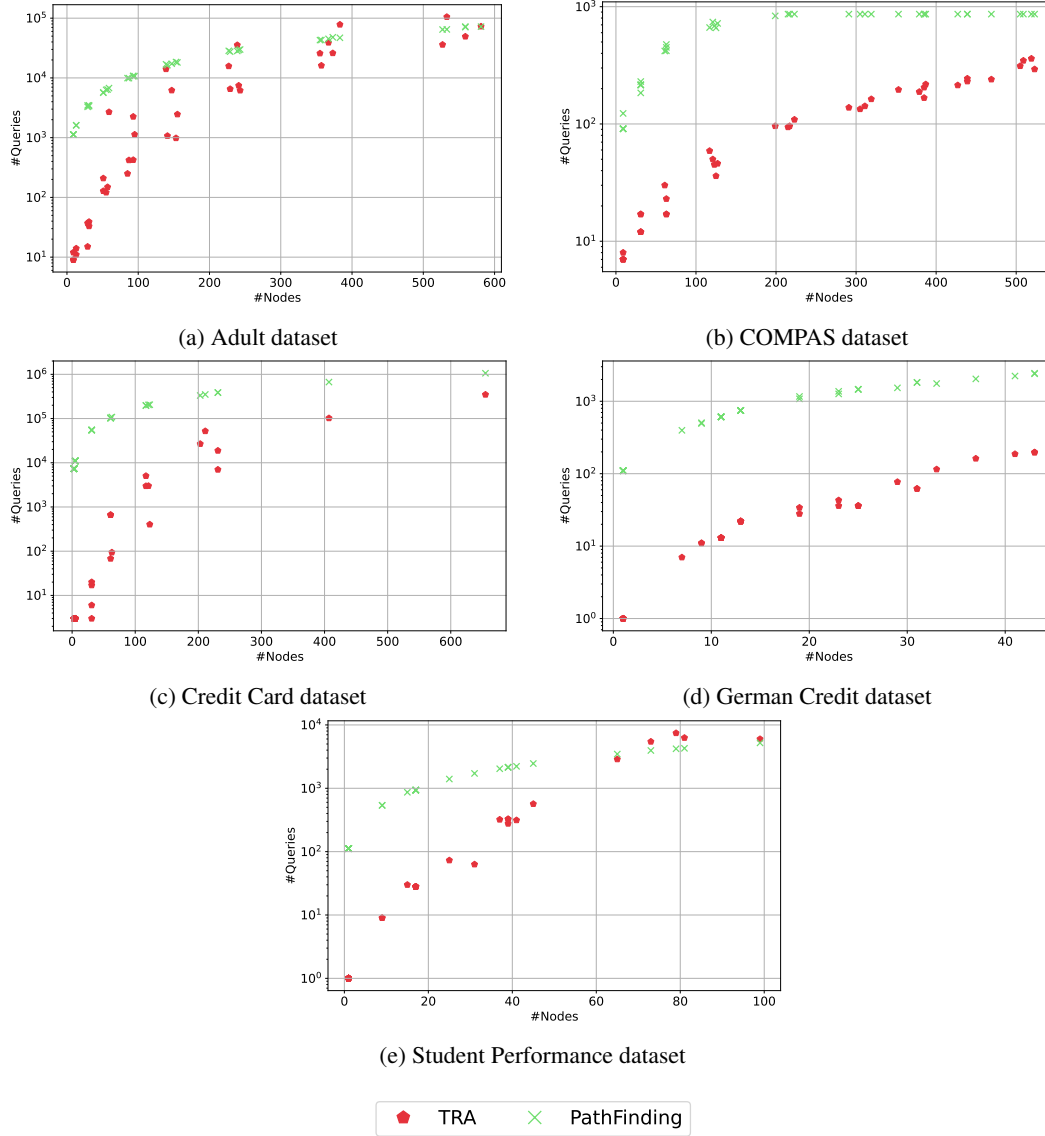 10^5
10^4
10^3
10^2
10^1
#Queries
0 100 200 300 400 500 600
#Nodes
(a) Adult dataset
10^3
10^2
10^1
#Queries
0 100 200 300 400 500
#Nodes
(b) COMPAS dataset
10^6
10^5
10^4
10^3
10^2
10^1
#Queries
0 100 200 300 400 500 600
#Nodes
(c) Credit Card dataset
10^3
10^2
10^1
10^0
#Queries
10 20 30 40
#Nodes
(d) German Credit dataset
10^4
10^3
10^2
10^1
10^0
#Queries
0 20 40 60 80 100
#Nodes
(e) Student Performance dataset
TRA PathFinding